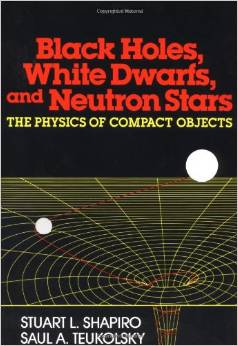 Black Holes,
White Dwarfs,
and Neutron Stars
THE PHYSICS OF COMPACT OBJECTS
STUART L. SHAPIRO
SAUL A. TEUKOLSKY